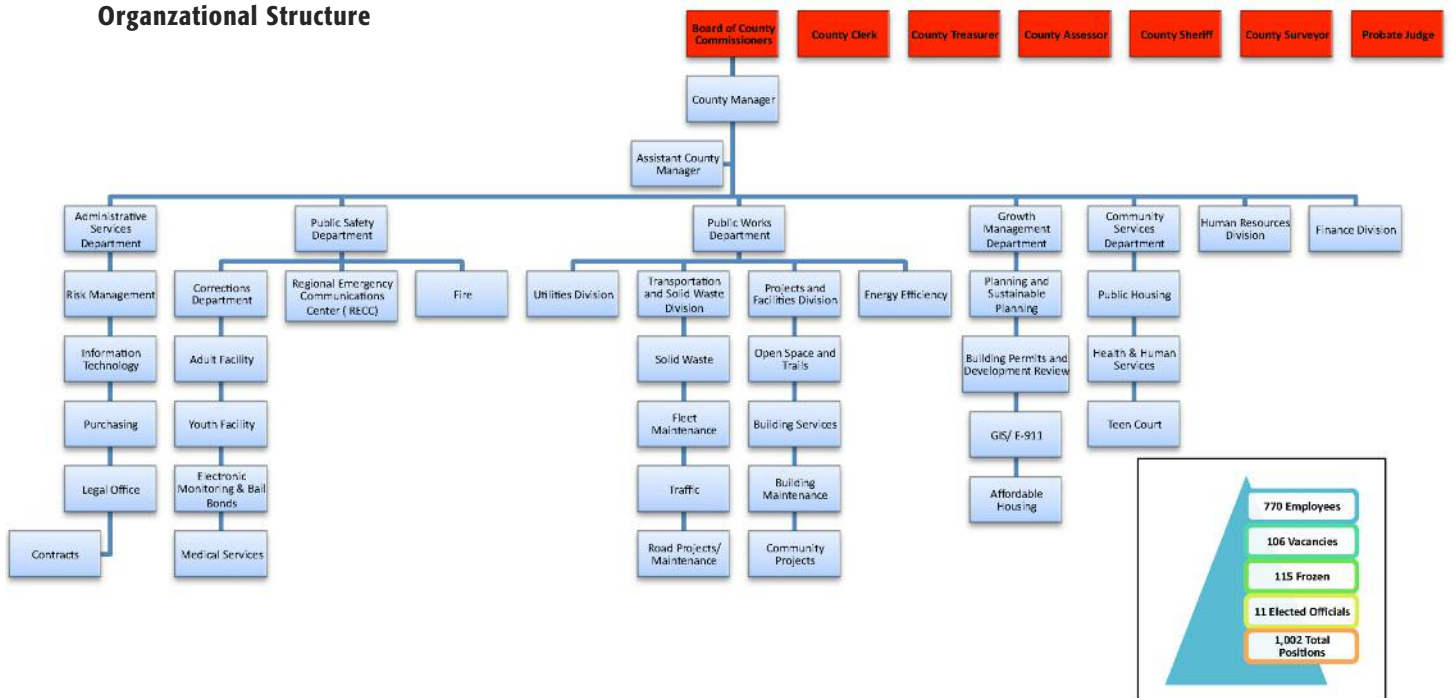 Organzational Structure
Board of County
Commissioners
County Clerk
County Treasurer
County Assessor
County Sheriff
County Surveyor
Probate Judge
County Manager
Assistant County
Manager
Administrative
Services
Department
Public Safety
Department
Public Works
Department
Growth
Management
Department
Community
Services
Department
Human Resources
Division
Finance Division
Risk Management
Corrections
Department
Regional Emergency
Communications
Center ( RECC)
Fire
Utilities Division
Transportation
and Solid Waste
Division
Projects and
Facilities Division
Energy Efficiency
Planning and
Sustainable
Planning
Public Housing
Information
Technology
Adult Facility
Solid Waste
Open Space and
Trails
Building Permits and
Development Review
Health & Human
Services
Purchasing
Youth Facility
Fleet
Maintenance
Building Services
GIS/ E-911
Teen Court
Legal Office
Electronic
Monitoring & Bail
Bonds
Traffic
Building
Maintenance
Affordable
Housing
Contracts
Medical Services
Road Projects/
Maintenance
Community
Projects
770 Employees
106 Vacancies
115 Frozen
11 Elected Officials
1,002 Total
Positions